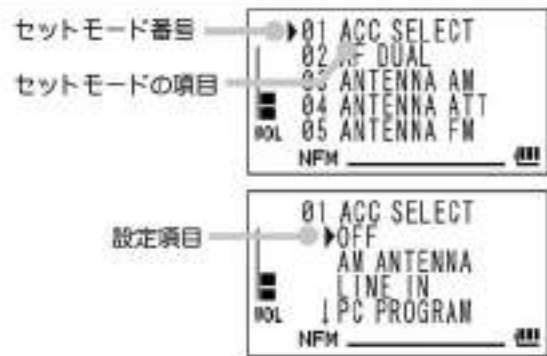 セットモード番号
セットモードの項目
01 ACC SELECT
02 AF DUAL
03 ANTENNA AM
04 ANTENNA ATT
05 ANTENNA FM
VOL
NFM
設定項目
01 ACC SELECT
OFF
AM ANTENNA
LINE IN
↓PC PROGRAM
VOL
NFM